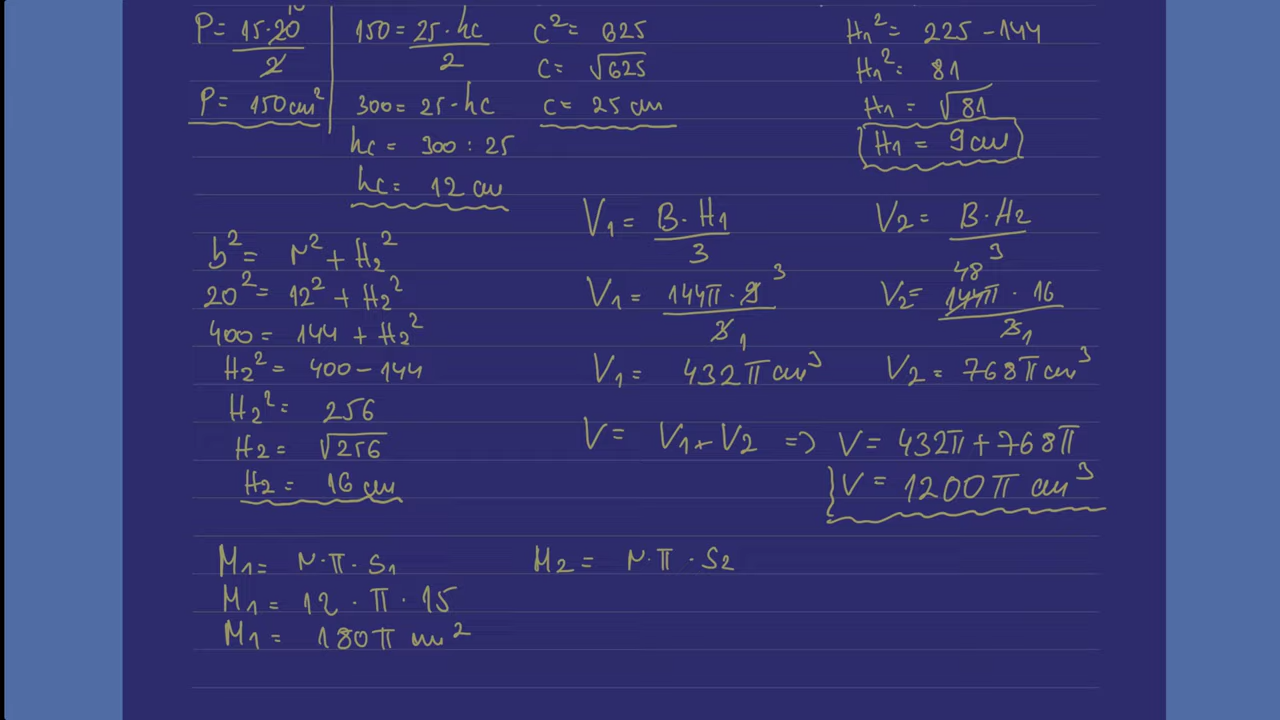 P = 15·20 / 2
P = 150cm²
150 = 25·hc / 2
300 = 25·hc
hc = 300 : 25
hc = 12 cm
c² = 625
c = √625
c = 25 cm
H1² = 225 - 144
H1² = 81
H1 = √81
H1 = 9cm
b² = r² + H2²
20² = 12² + H2²
400 = 144 + H2²
H2² = 400 - 144
H2² = 256
H2 = √256
H2 = 16 cm
V1 = B·H1 / 3
V1 = 144π·9 3 / 3 1
V1 = 432π cm³
V2 = B·H2 / 3
V2 = 48 144π · 16 / 3 1
V2 = 768π cm³
V = V1 + V2 => V = 432π + 768π
V = 1200π cm³
M1 = r·π·s1
M1 = 12·π·15
M1 = 180π cm²
M2 = r·π·s2